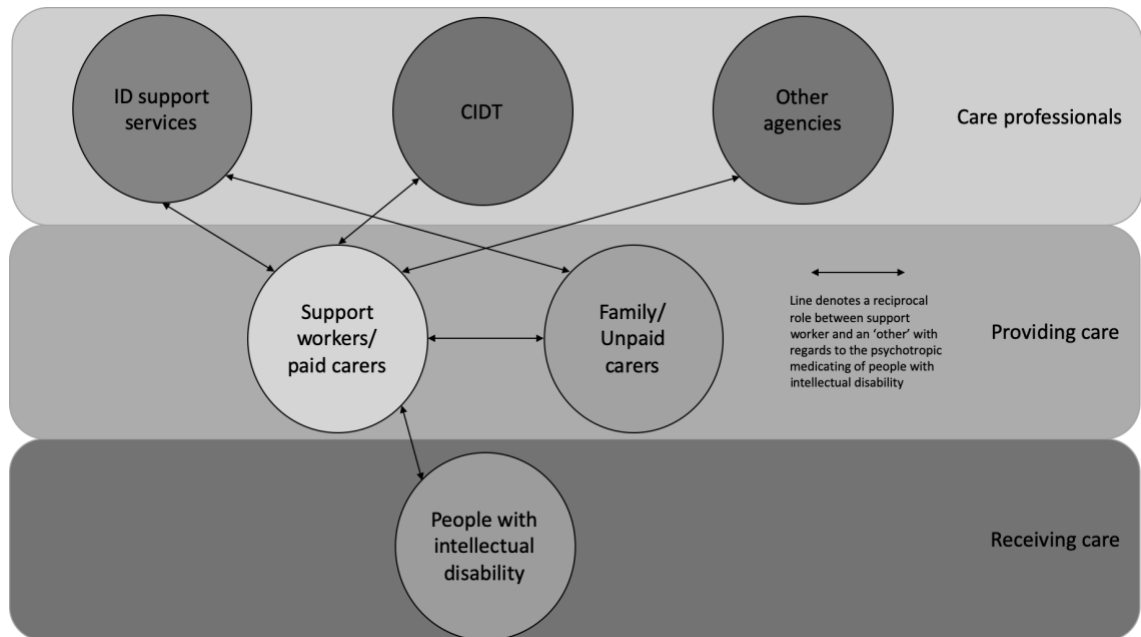 ID support
services
CIDT
Other
agencies
Care professionals
Support
workers/
paid carers
Family/
Unpaid
carers
Line denotes a reciprocal
role between support
worker and an ‘other’ with
regards to the psychotropic
medicating of people with
intellectual disability
Providing care
People with
intellectual
disability
Receiving care